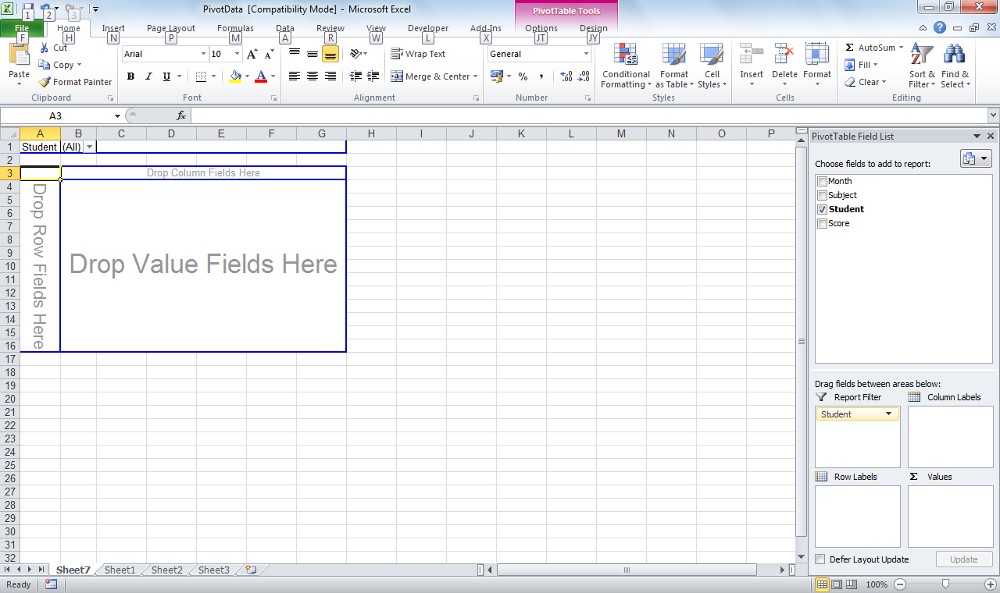 PivotData [Compatibility Mode] - Microsoft Excel
PivotTable Tools
1 2 3
File Home Insert Page Layout Formulas Data Review View Developer Add-Ins Options Design
F H N P M A R W L X JT JY
Paste
Cut
Copy
Format Painter
Clipboard
Arial 10
A A
B I U
A
Font
Wrap Text
Merge & Center
Alignment
General
% , .00 .0
Number
Conditional Formatting
Format as Table
Cell Styles
Styles
Insert
Delete
Format
Cells
Σ AutoSum
Fill
Clear
Sort & Filter
Find & Select
Editing
A3
fx
A B C D E F G H I J K L M N O P
1 Student (All)
2
3 Drop Column Fields Here
4
5
6
7
8
9
10
11
12
13
14
15
16
Drop Row Fields Here
Drop Value Fields Here
17
18
19
20
21
22
23
24
25
26
27
28
29
30
31
32
PivotTable Field List
Choose fields to add to report:
Month
Subject
Student
Score
Drag fields between areas below:
Report Filter
Column Labels
Student
Row Labels
Σ Values
Defer Layout Update
Update
Sheet7 Sheet1 Sheet2 Sheet3
Ready
100%